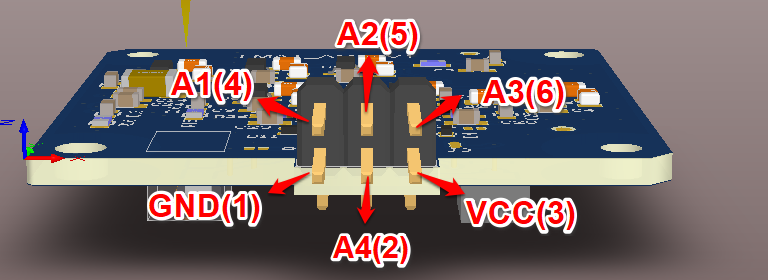 A2(5)
A1(4)
A3(6)
GND(1)
VCC(3)
A4(2)